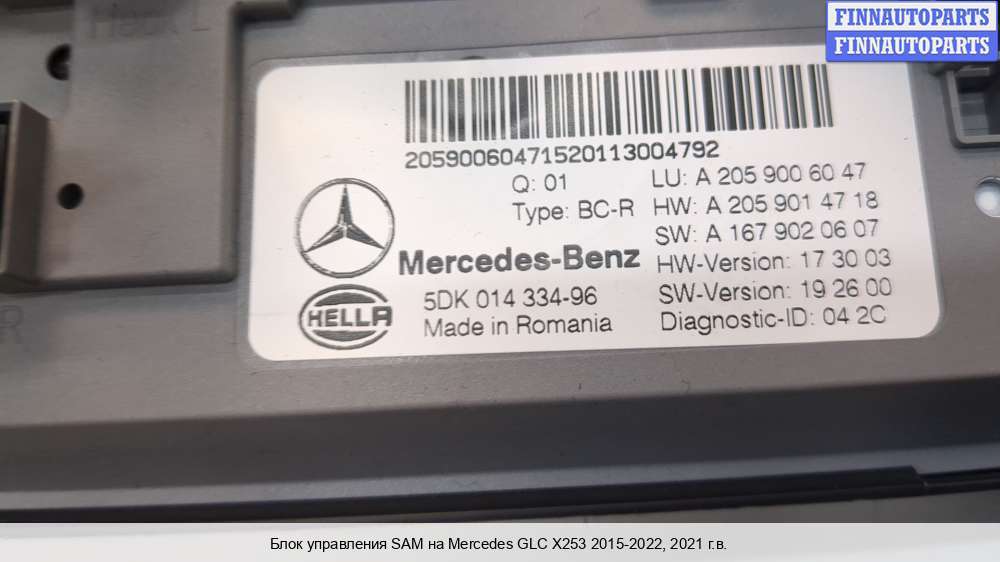 FINNAUTOPARTS
FINNAUTOPARTS
Heck L
R
20590060471520113004792
Q: 01
LU: A 205 900 60 47
Type: BC-R
HW: A 205 901 47 18
SW: A 167 902 06 07
Mercedes-Benz
HW-Version: 17 30 03
5DK 014 334-96
SW-Version: 19 26 00
HELLA
Made in Romania
Diagnostic-ID: 04 2C
Блок управления SAM на Mercedes GLC X253 2015-2022, 2021 г.в.